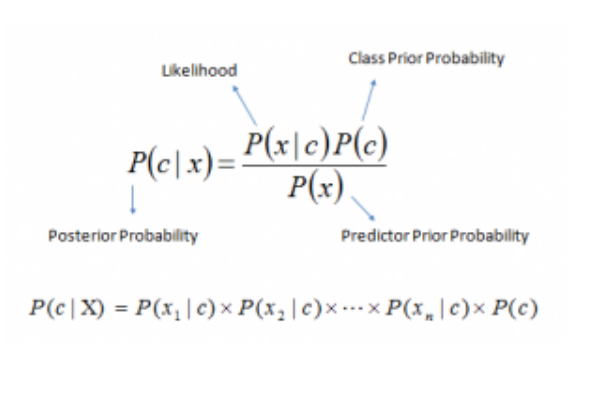 Class Prior Probability
Likelihood
P(c|x) = P(x|c)P(c) / P(x)
Posterior Probability
Predictor Prior Probability
P(c|X) = P(x₁|c) × P(x₂|c) × ··· × P(xₙ|c) × P(c)